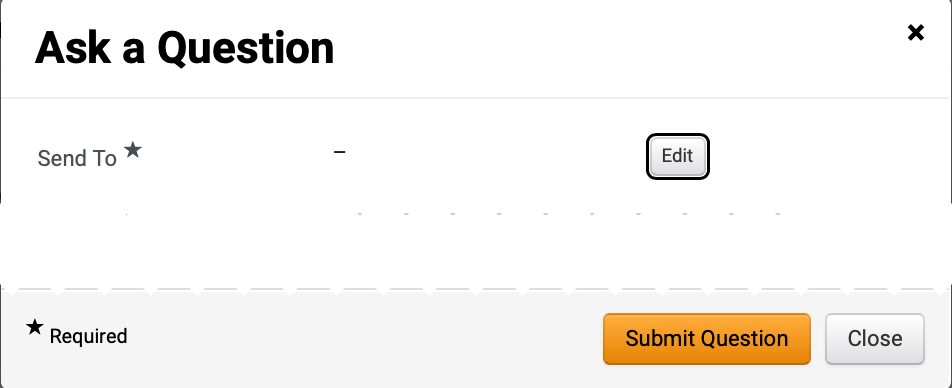 Ask a Question
×
Send To ★ – Edit
★ Required Submit Question Close